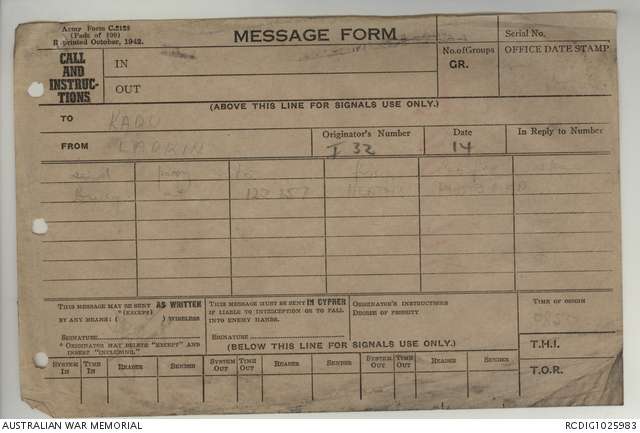 Army Form C.2128
(Pads of 100)
Reprinted October, 1942.
MESSAGE FORM
Serial No.
CALL AND INSTRUC-TIONS
IN
OUT
No. of Groups
GR.
OFFICE DATE STAMP
(ABOVE THIS LINE FOR SIGNALS USE ONLY.)
TO
FROM
Originator's Number
I 32
Date
14
In Reply to Number
send
127 257
THIS MESSAGE MAY BE SENT AS WRITTEN
*(EXCEPT)
BY ANY MEANS: ( ) WIRELESS
SIGNATURE
* ORIGINATOR MAY DELETE "EXCEPT" AND
INSERT "INCLUDING."
THIS MESSAGE MUST BE SENT IN CYPHER
IF LIABLE TO INTERCEPTION OR TO FALL
INTO ENEMY HANDS.
SIGNATURE
ORIGINATOR'S INSTRUCTIONS
DEGREE OF PRIORITY
TIME OF ORIGIN
(BELOW THIS LINE FOR SIGNALS USE ONLY.)
T.H.I.
T.O.R.
SYSTEM IN
TIME IN
READER
SENDER
SYSTEM OUT
TIME OUT
READER
SENDER
SYSTEM OUT
TIME OUT
READER
SENDER
AUSTRALIAN WAR MEMORIAL
RCDIG1025983